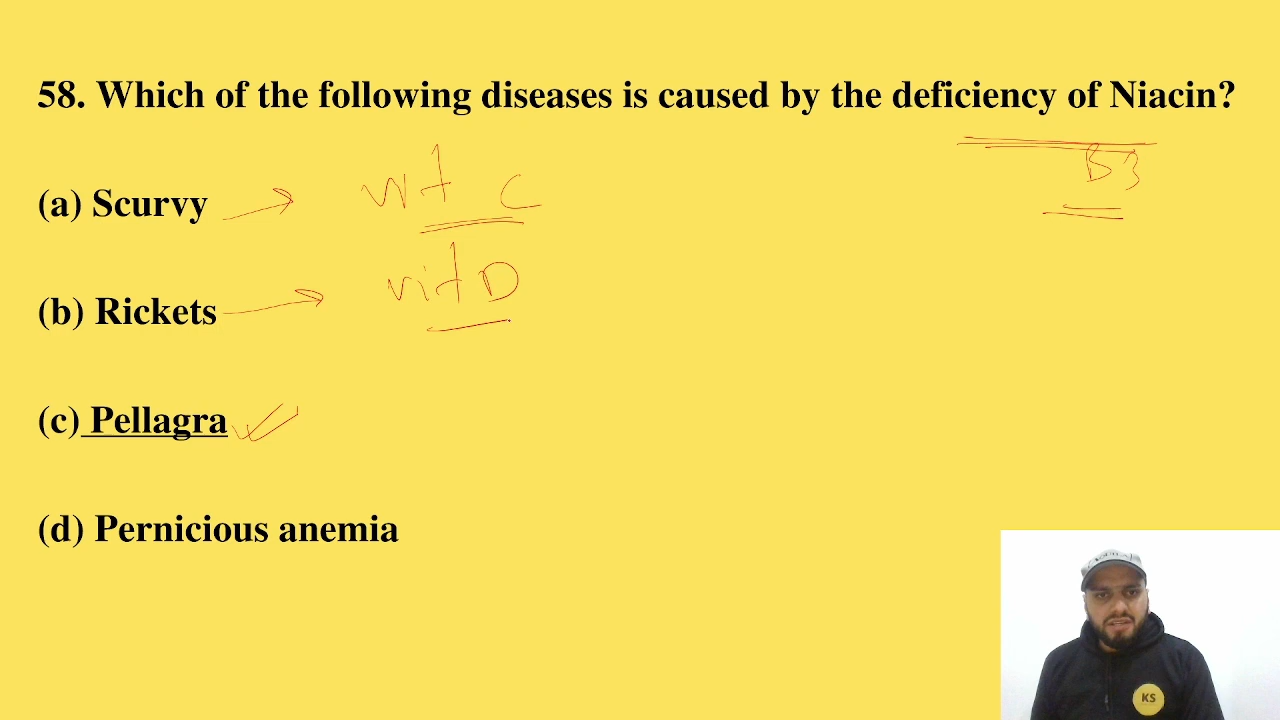 58. Which of the following diseases is caused by the deficiency of Niacin?
B3
(a) Scurvy
vit C
(b) Rickets
vit D
(c) Pellagra
(d) Pernicious anemia
KS